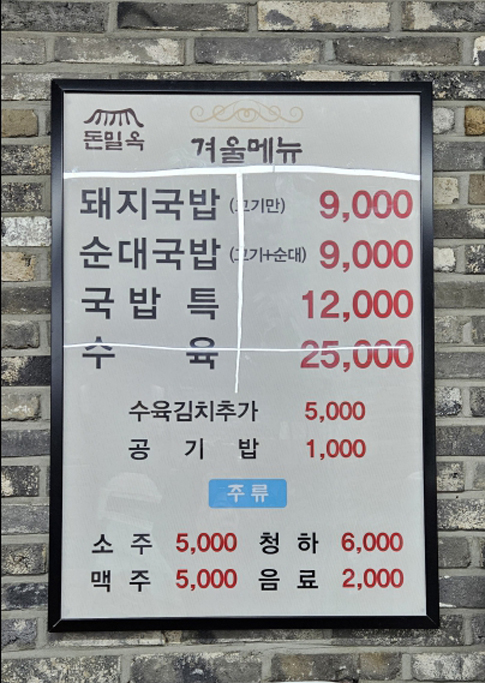 돈밀옥
겨울메뉴
돼지국밥 (고기만) 9,000
순대국밥 (고기+순대) 9,000
국밥 특 12,000
수 육 25,000
수육김치추가 5,000
공 기 밥 1,000
주 류
소 주 5,000 청 하 6,000
맥 주 5,000 음 료 2,000